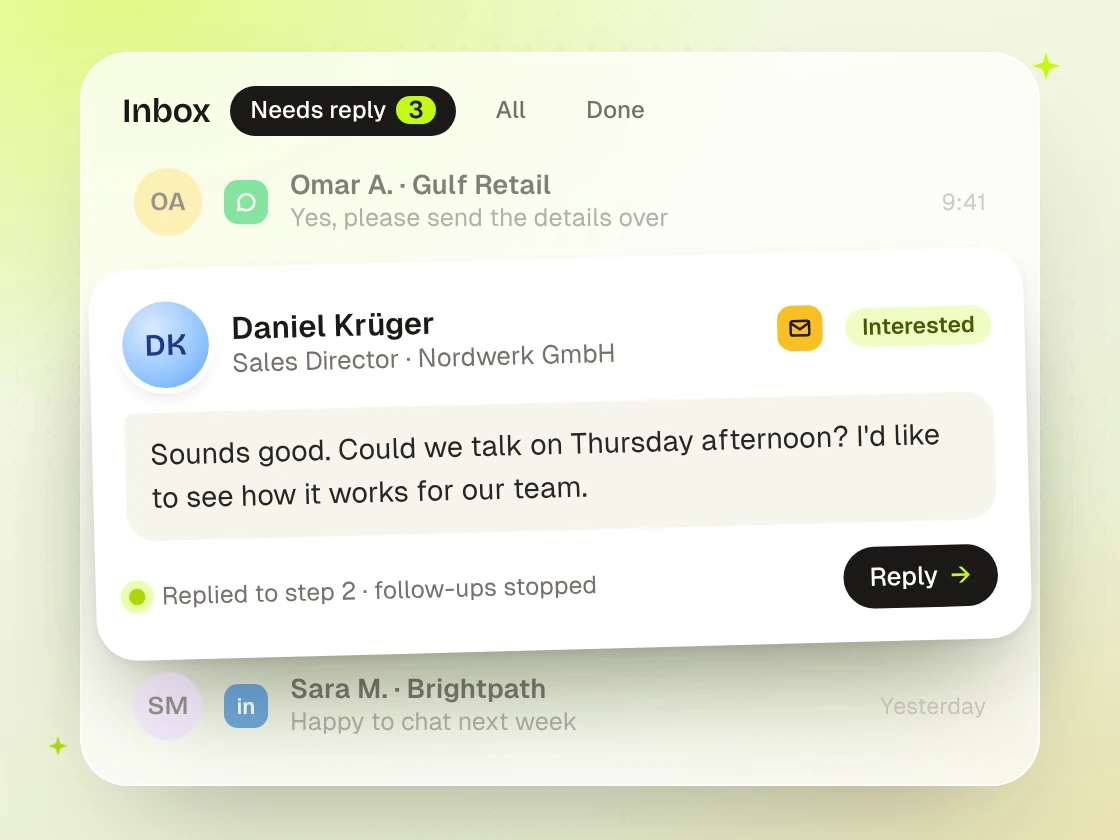 Inbox Needs reply 3 All Done
OA Omar A. · Gulf Retail
Yes, please send the details over 9:41
DK Daniel Krüger Interested
Sales Director · Nordwerk GmbH
Sounds good. Could we talk on Thursday afternoon? I'd like
to see how it works for our team.
Replied to step 2 · follow-ups stopped Reply →
SM in Sara M. · Brightpath
Happy to chat next week Yesterday